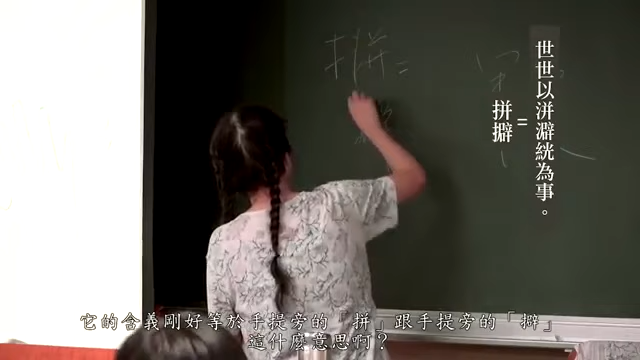 世世以洴澼絖為事。
=
拼擗
拼=
它的含義剛好等於手提旁的「拼」跟手提旁的「擗」
這什麼意思啊？